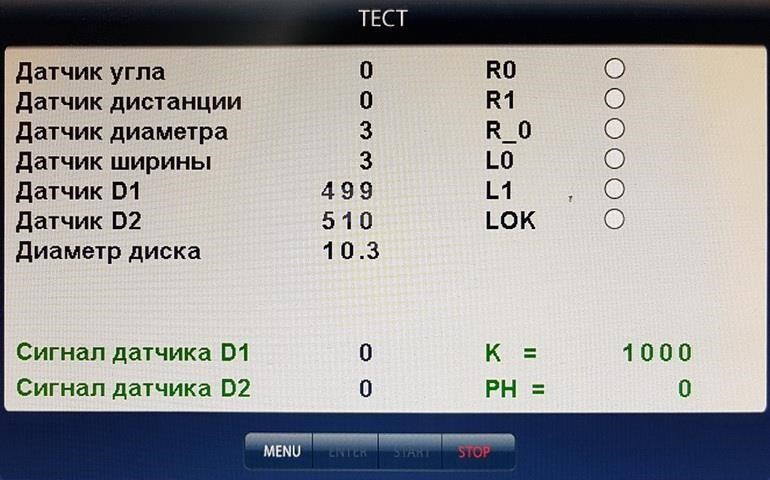 ТЕСТ
Датчик угла 0 R0
Датчик дистанции 0 R1
Датчик диаметра 3 R_0
Датчик ширины 3 L0
Датчик D1 499 L1
Датчик D2 510 LOK
Диаметр диска 10.3
Сигнал датчика D1 0 K = 1000
Сигнал датчика D2 0 PH = 0
MENU ENTER START STOP